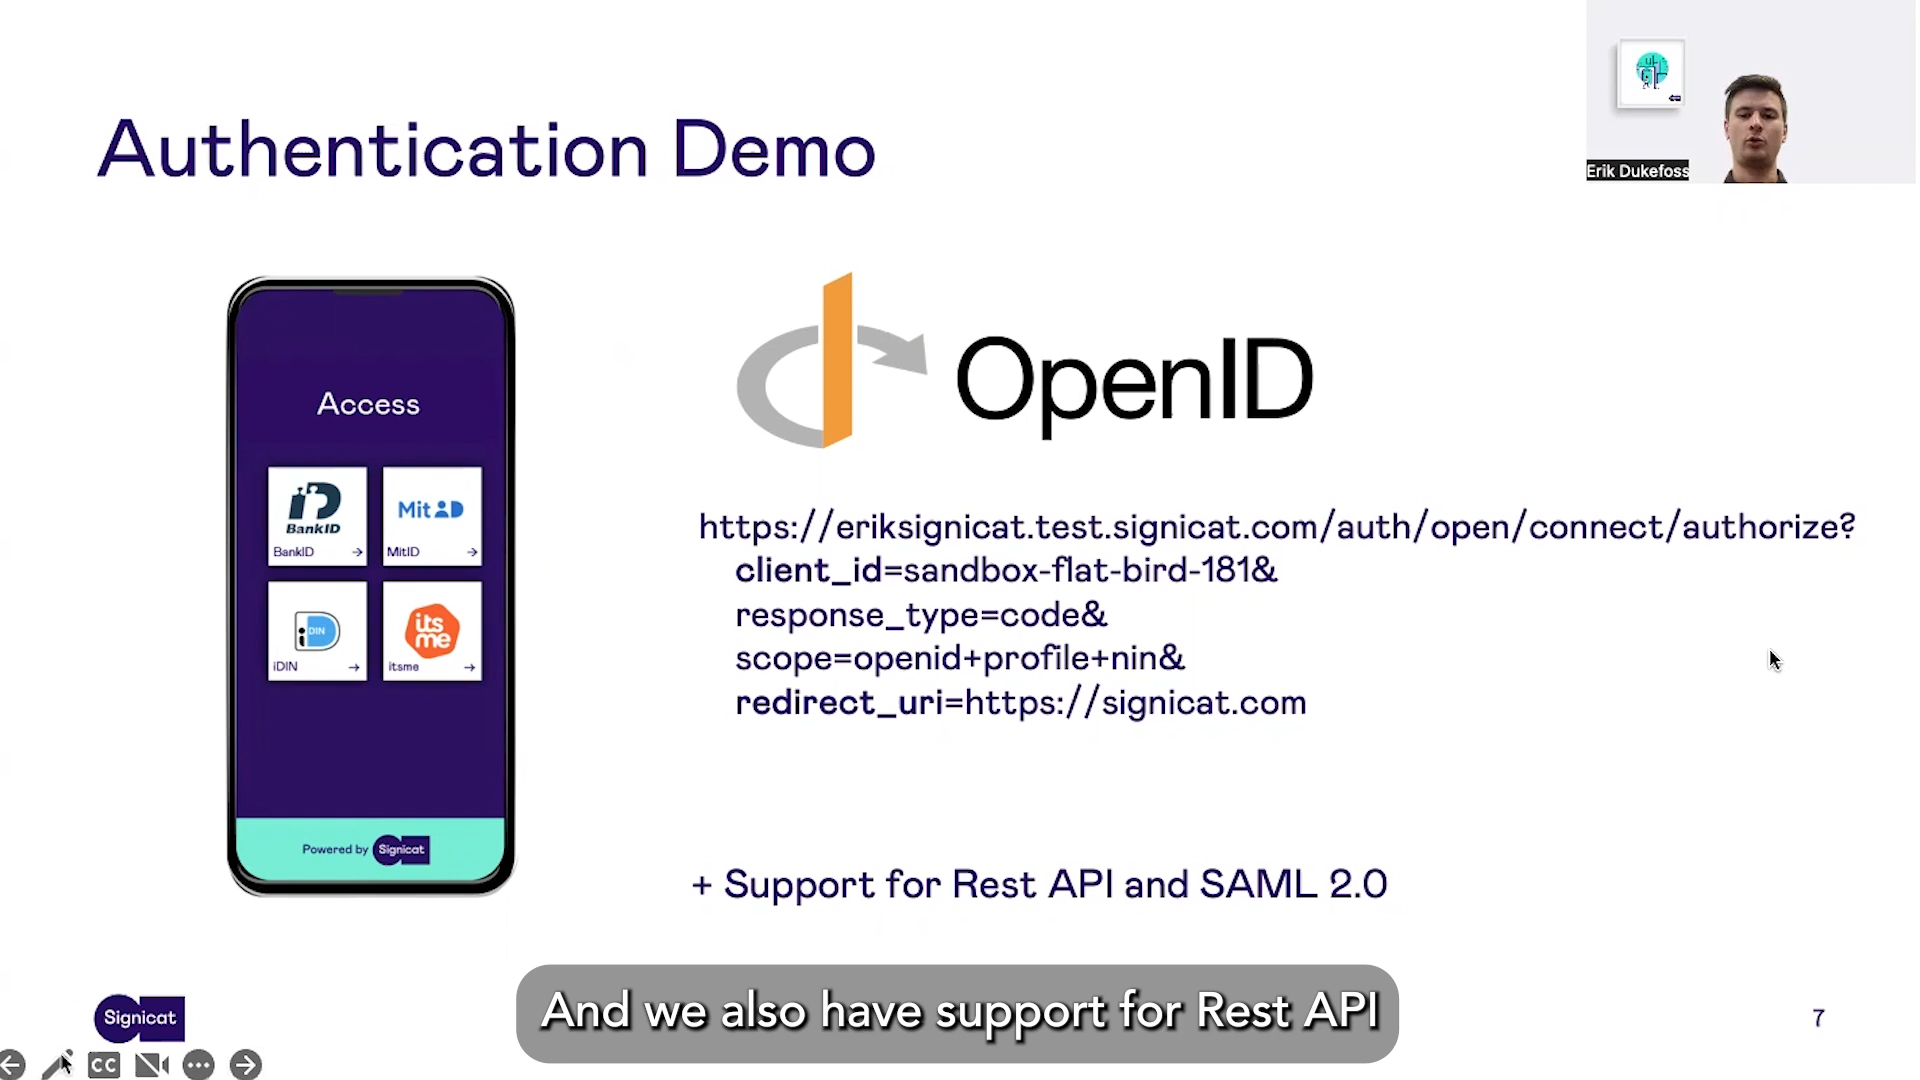 Authentication Demo
Erik Dukefoss
OpenID
Access
BankID
BankID
MitID
MitID
iDIN
iDIN
its
me
itsme
Powered by Signicat
https://eriksignicat.test.signicat.com/auth/open/connect/authorize?
client_id=sandbox-flat-bird-181&
response_type=code&
scope=openid+profile+nin&
redirect_uri=https://signicat.com
+ Support for Rest API and SAML 2.0
And we also have support for Rest API
Signicat
7
CC